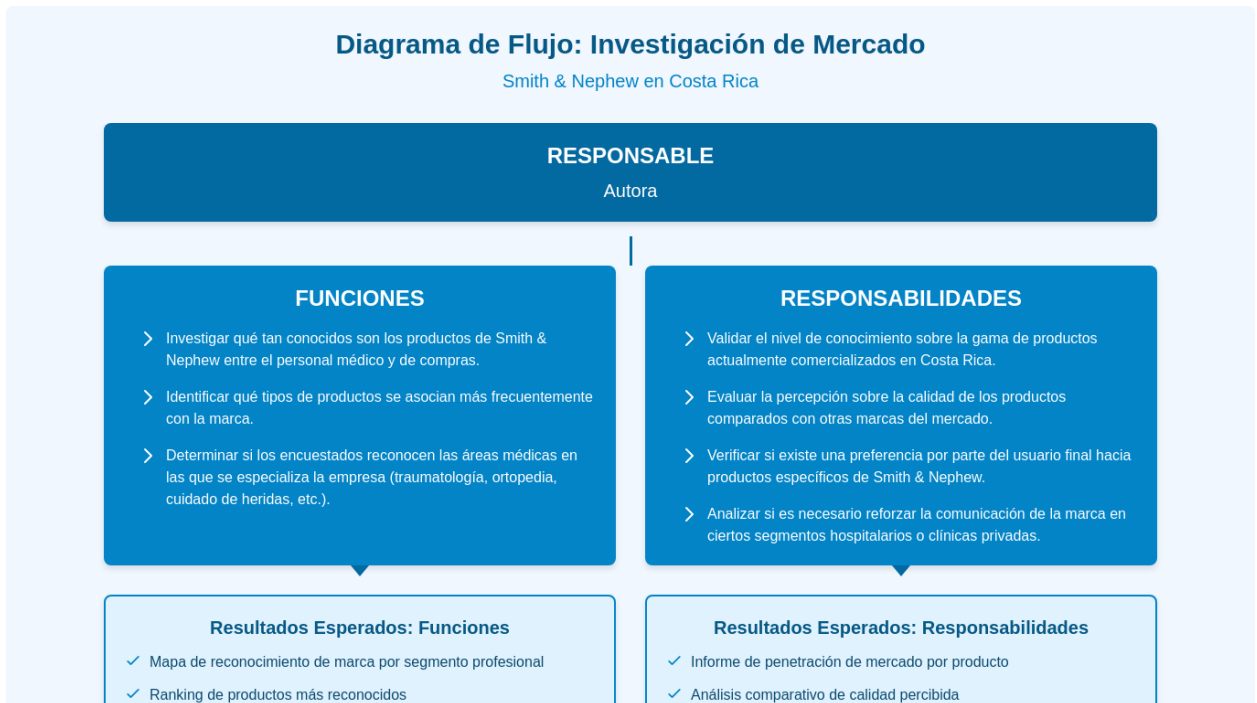 Diagrama de Flujo: Investigación de Mercado
Smith & Nephew en Costa Rica
RESPONSABLE
Autora
FUNCIONES
Investigar qué tan conocidos son los productos de Smith &
Nephew entre el personal médico y de compras.
Identificar qué tipos de productos se asocian más frecuentemente
con la marca.
Determinar si los encuestados reconocen las áreas médicas en
las que se especializa la empresa (traumatología, ortopedia,
cuidado de heridas, etc.).
RESPONSABILIDADES
Validar el nivel de conocimiento sobre la gama de productos
actualmente comercializados en Costa Rica.
Evaluar la percepción sobre la calidad de los productos
comparados con otras marcas del mercado.
Verificar si existe una preferencia por parte del usuario final hacia
productos específicos de Smith & Nephew.
Analizar si es necesario reforzar la comunicación de la marca en
ciertos segmentos hospitalarios o clínicas privadas.
Resultados Esperados: Funciones
Mapa de reconocimiento de marca por segmento profesional
Ranking de productos más reconocidos
Resultados Esperados: Responsabilidades
Informe de penetración de mercado por producto
Análisis comparativo de calidad percibida